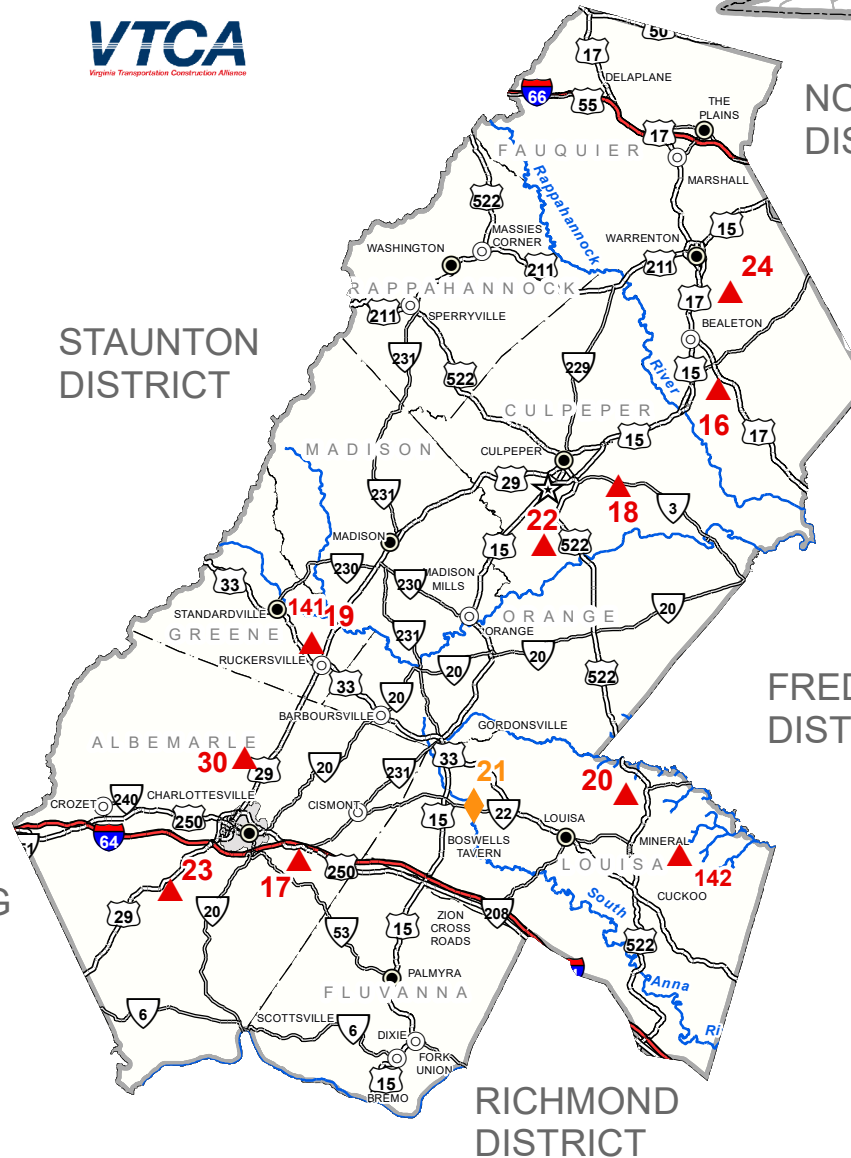 VTCA
Virginia Transportation Construction Alliance
50
17
DELAPLANE
66
55
THE
PLAINS
NO
DIS
17
FAUQUIER
MARSHALL
Rappahannock
522
15
MASSIES
CORNER
WARRENTON
WASHINGTON
211
211
24
RAPPAHANNOCK
17
211
SPERRYVILLE
BEALETON
STAUNTON
DISTRICT
231
522
229
River
15
16
CULPEPER
15
17
MADISON
CULPEPER
29
231
22
18
3
MADISON
15
522
230
33
230
MADISON
MILLS
STANDARDVILLE
141
19
ORANGE
20
GREENE
231
ORANGE
RUCKERSVILLE
20
20
522
33
20
FRED
DIST
BARBOURSVILLE
GORDONSVILLE
ALBEMARLE
30
29
20
231
33
21
20
CROZET
240
CHARLOTTESVILLE
CISMONT
250
15
22
LOUISA
64
BOSWELLS
TAVERN
MINERAL
LOUISA
142
23
17
250
CUCKOO
South
G
29
20
208
53
15
ZION
CROSS
ROADS
522
PALMYRA
Anna
FLUVANNA
6
SCOTTSVILLE
6
DIXIE
Ri
FORK
UNION
15
BREMO
RICHMOND
DISTRICT